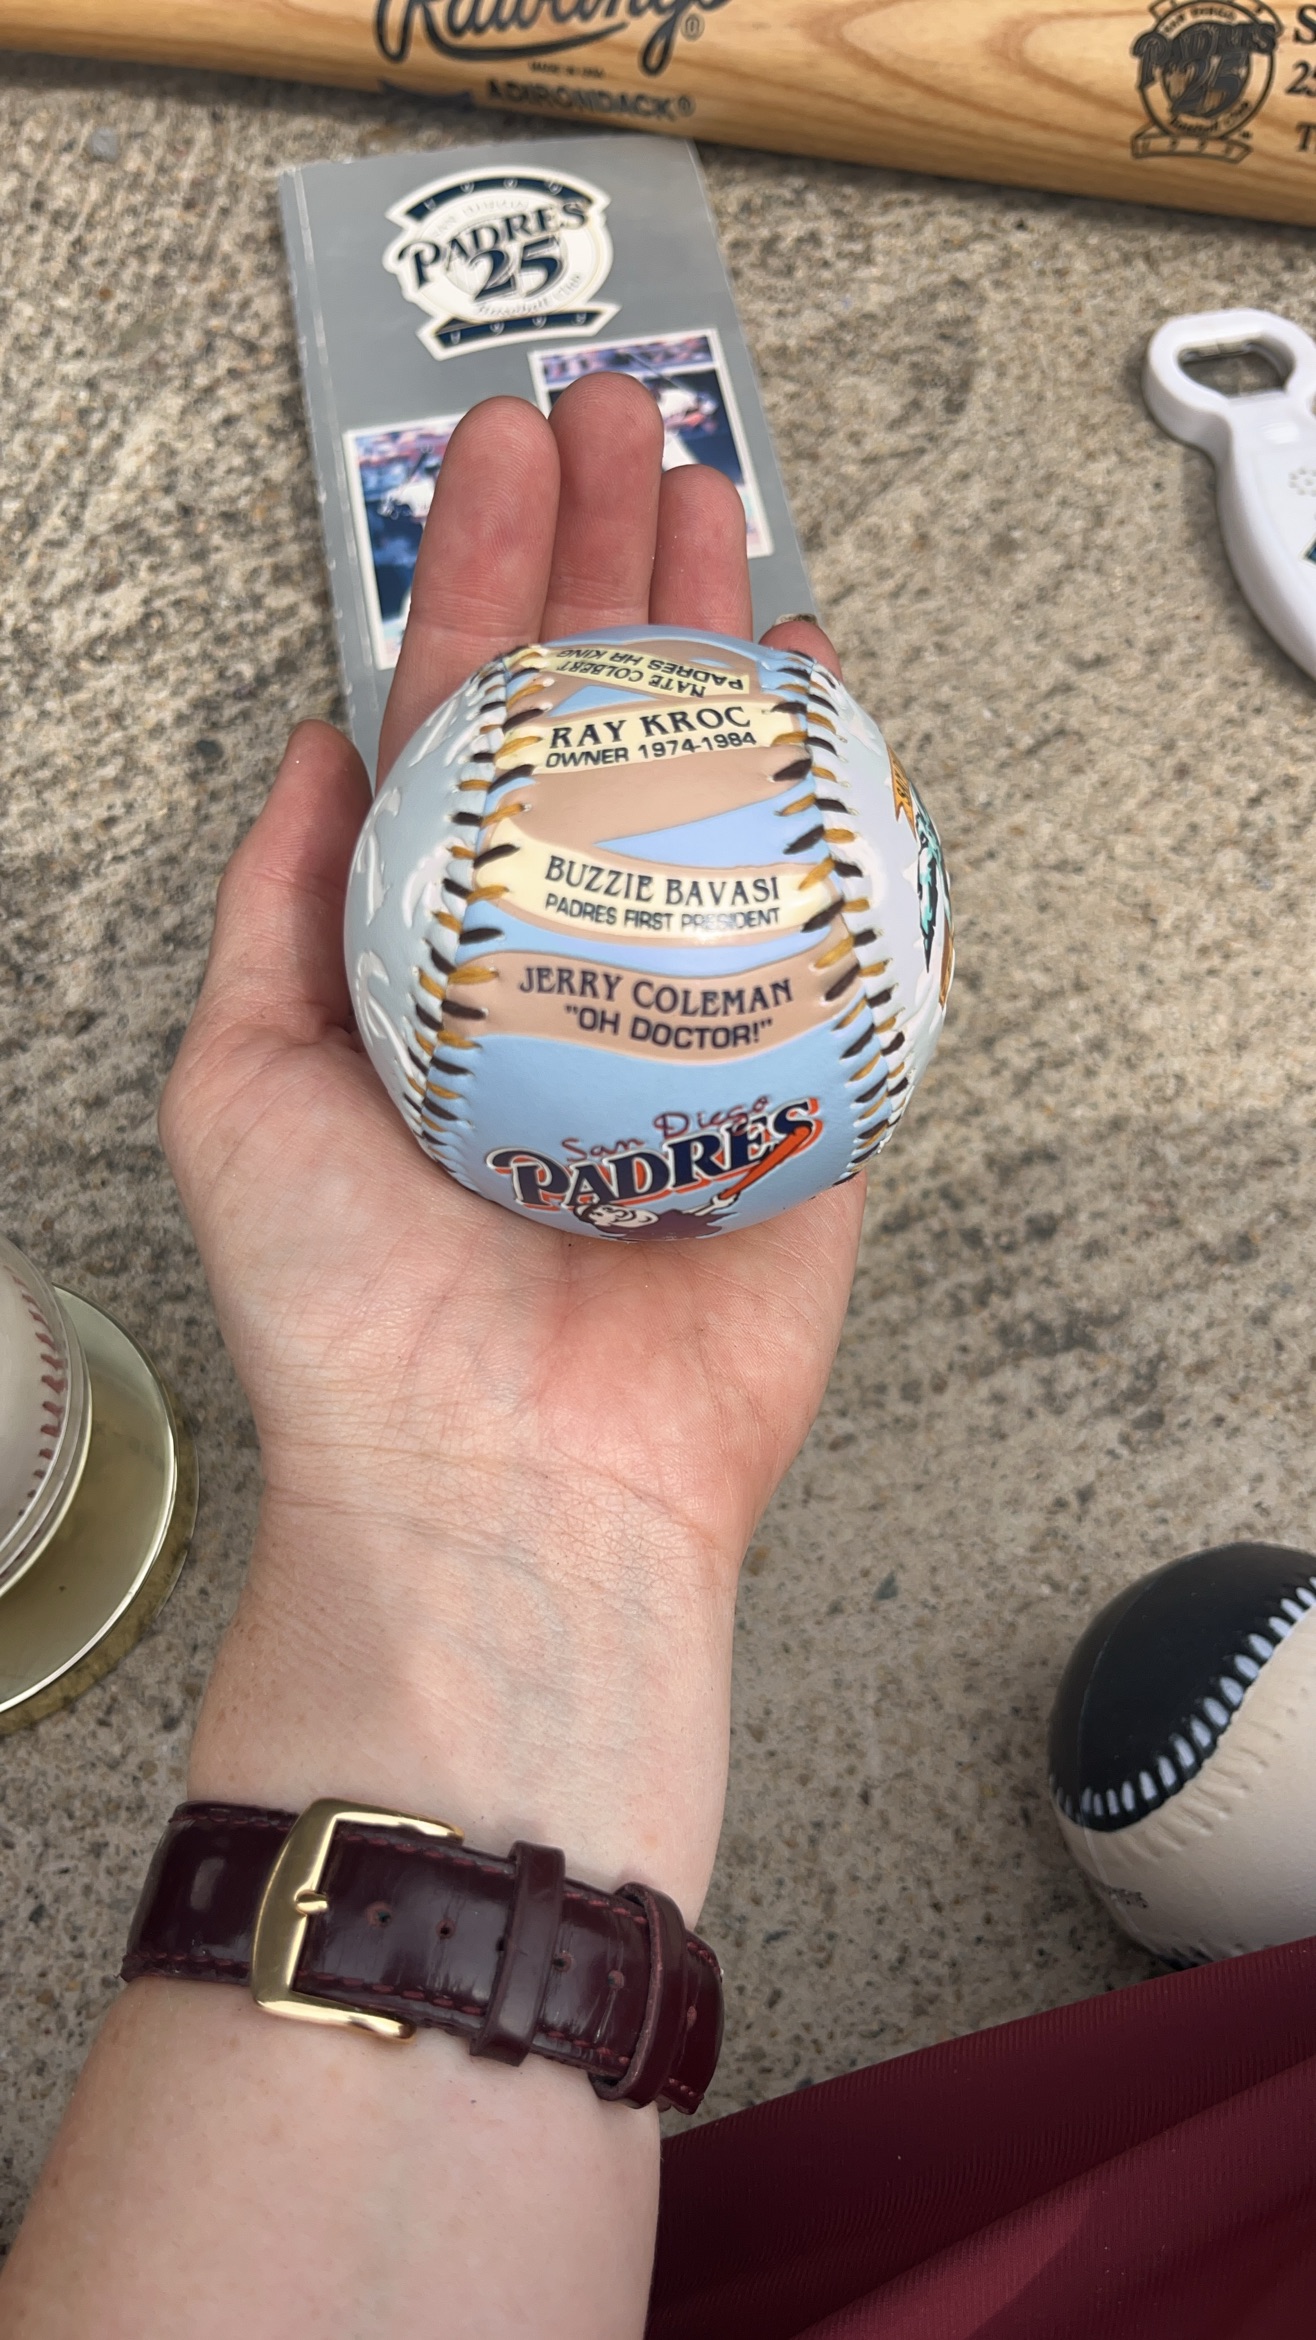 Rawlings®
ADIRONDACK®
PADRES
25
PADRES
25
NATE COLBERT
PADRES HR KING
RAY KROC
OWNER 1974-1984
BUZZIE BAVASI
PADRES FIRST PRESIDENT
JERRY COLEMAN
"OH DOCTOR!"
San Diego
PADRES